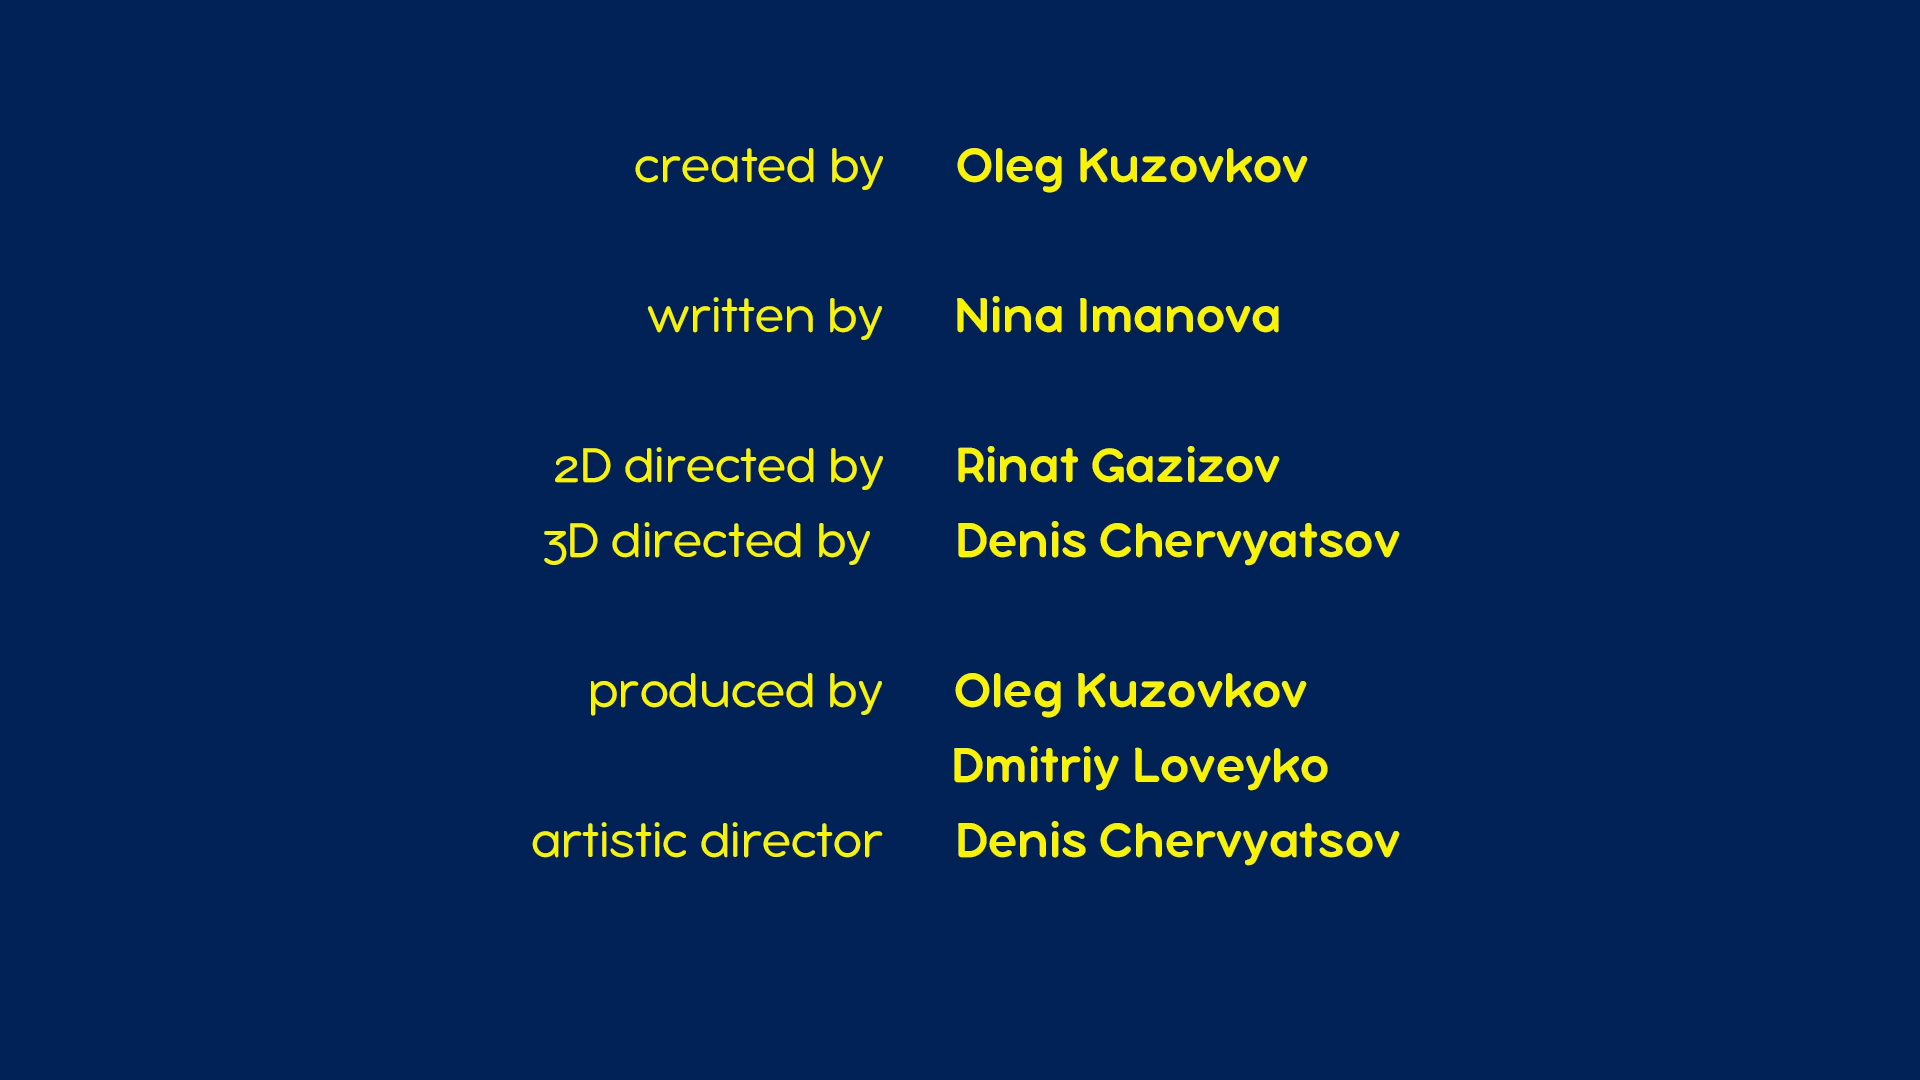 created by Oleg Kuzovkov
written by Nina Imanova
2D directed by Rinat Gazizov
3D directed by Denis Chervyatsov
produced by Oleg Kuzovkov
Dmitriy Loveyko
artistic director Denis Chervyatsov